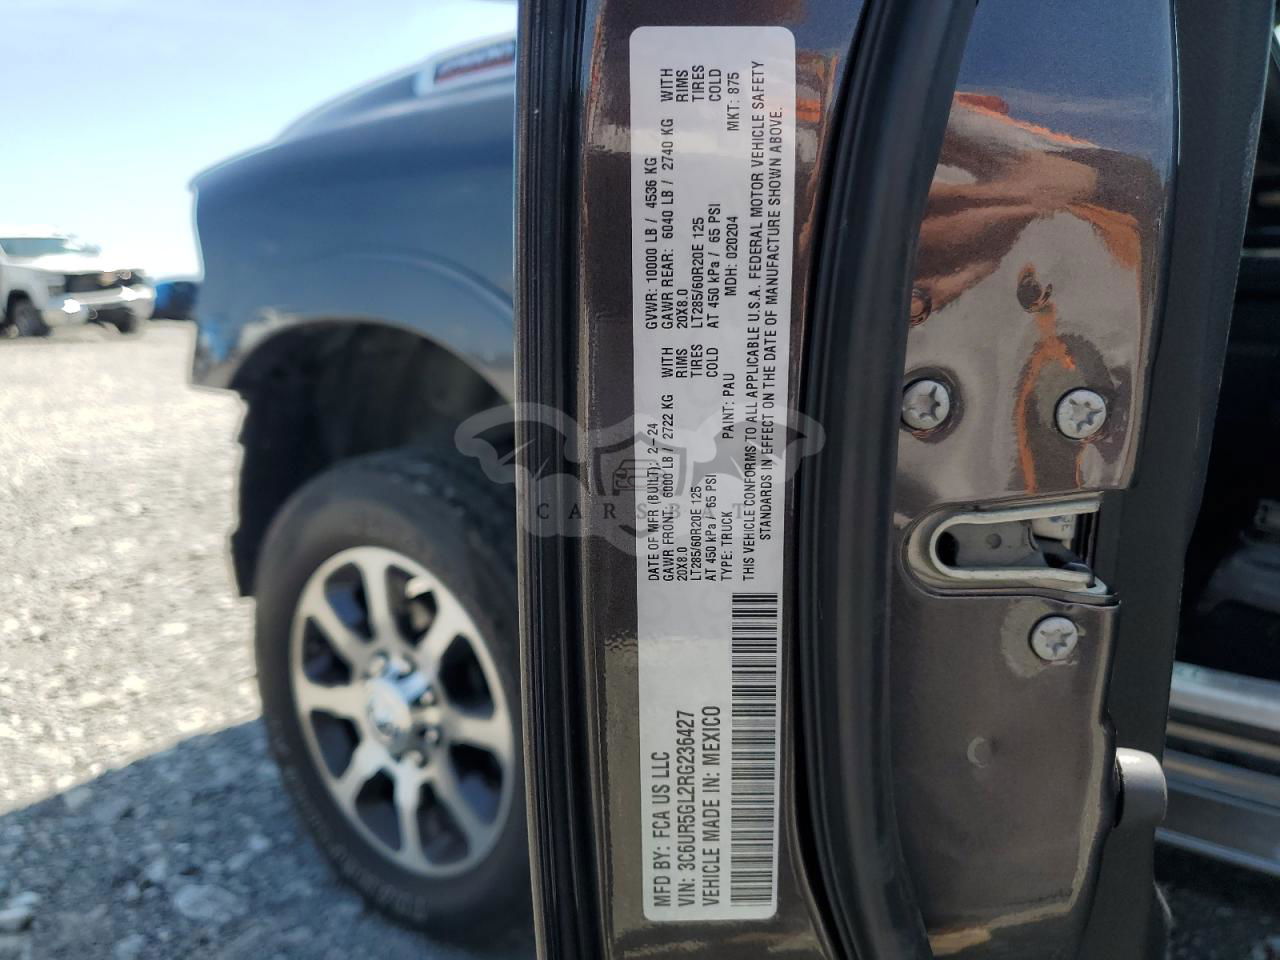 MFD BY: FCA US LLC
VIN: 3C6UR5GL2RG236427
VEHICLE MADE IN: MEXICO
DATE OF MFR (BUILT): 2-24 GVWR: 10000 LB / 4536 KG
GAWR FRONT: 6000 LB / 2722 KG WITH GAWR REAR: 6040 LB / 2740 KG WITH
20X8.0 RIMS 20X8.0 RIMS
LT285/60R20E 125 TIRES LT285/60R20E 125 TIRES
AT 450 kPa / 65 PSI COLD AT 450 kPa / 65 PSI COLD
TYPE: TRUCK PAINT: PAU MDH: 020204 MKT: 875
THIS VEHICLE CONFORMS TO ALL APPLICABLE U.S.A. FEDERAL MOTOR VEHICLE SAFETY
STANDARDS IN EFFECT ON THE DATE OF MANUFACTURE SHOWN ABOVE.
CARSBAT